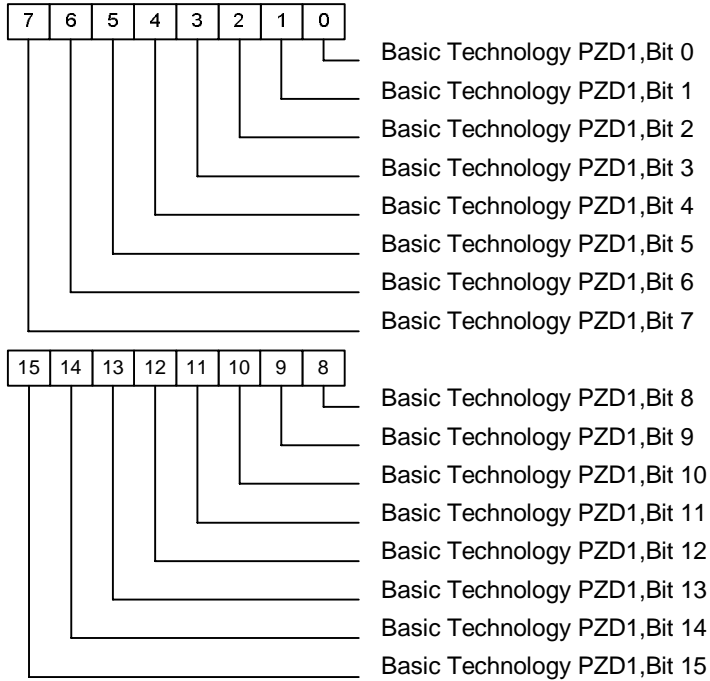 7 6 5 4 3 2 1 0
Basic Technology PZD1,Bit 0
Basic Technology PZD1,Bit 1
Basic Technology PZD1,Bit 2
Basic Technology PZD1,Bit 3
Basic Technology PZD1,Bit 4
Basic Technology PZD1,Bit 5
Basic Technology PZD1,Bit 6
Basic Technology PZD1,Bit 7
15 14 13 12 11 10 9 8
Basic Technology PZD1,Bit 8
Basic Technology PZD1,Bit 9
Basic Technology PZD1,Bit 10
Basic Technology PZD1,Bit 11
Basic Technology PZD1,Bit 12
Basic Technology PZD1,Bit 13
Basic Technology PZD1,Bit 14
Basic Technology PZD1,Bit 15